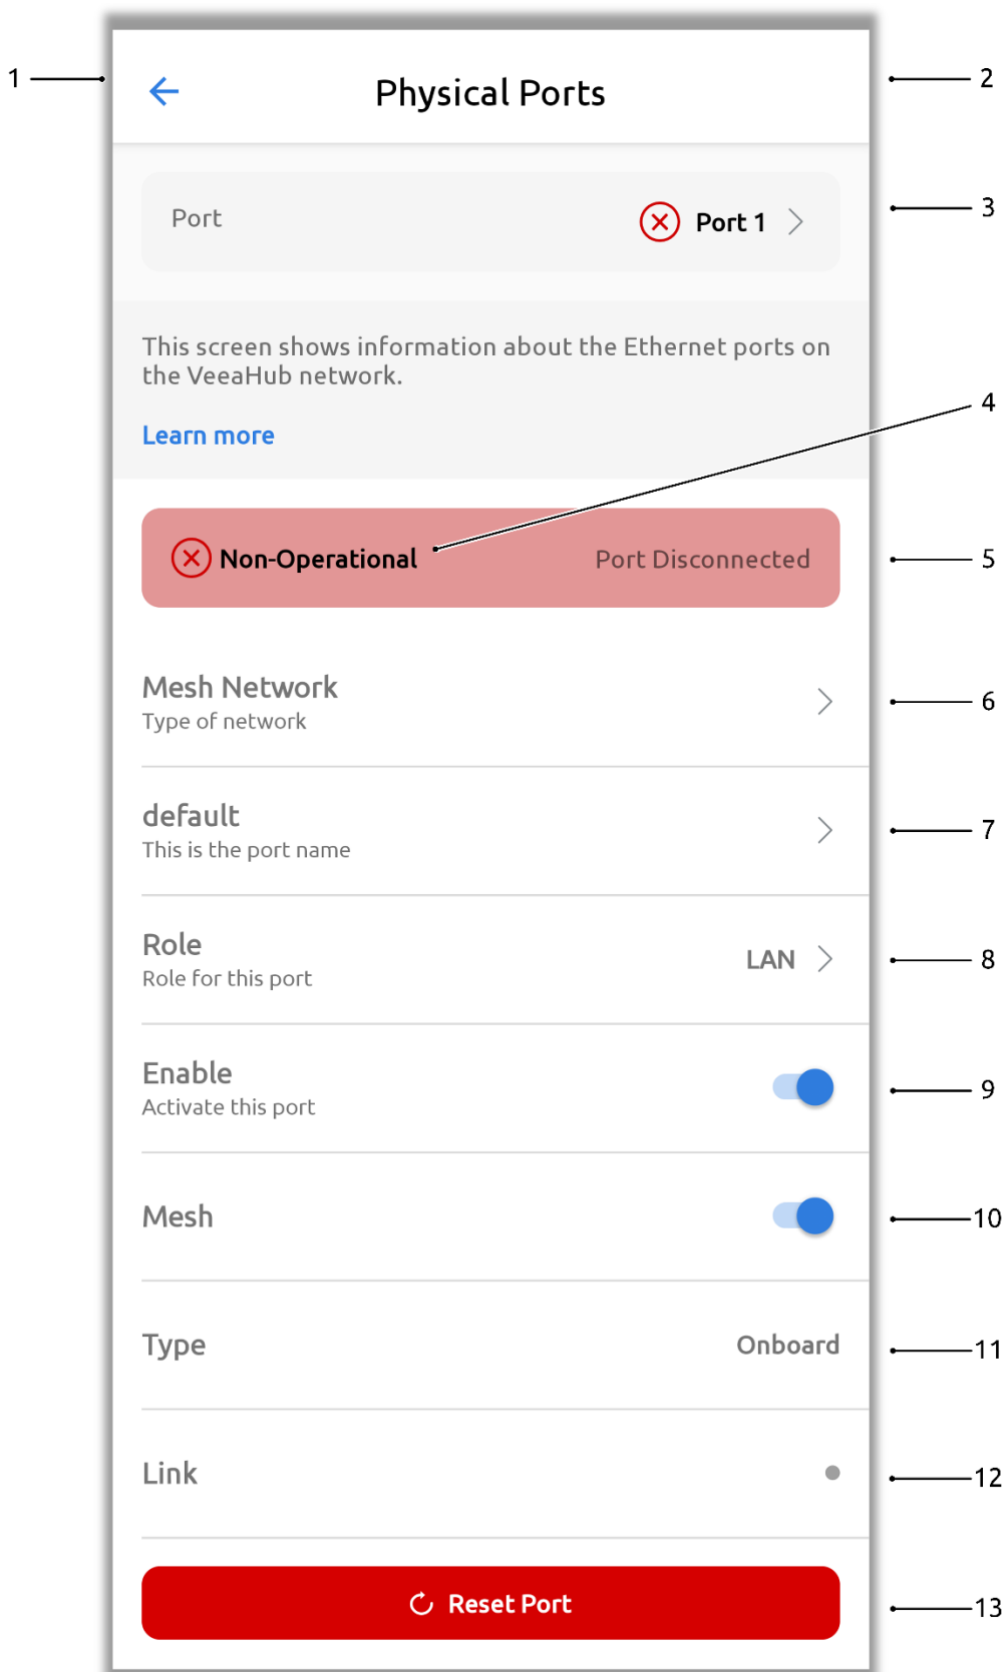 1
Physical Ports
2
Port
Port 1
3
This screen shows information about the Ethernet ports on
the VeeaHub network.
4
Learn more
Non-Operational
Port Disconnected
5
Mesh Network
Type of network
6
default
This is the port name
7
Role
Role for this port
LAN
8
Enable
Activate this port
9
Mesh
10
Type
Onboard
11
Link
12
Reset Port
13